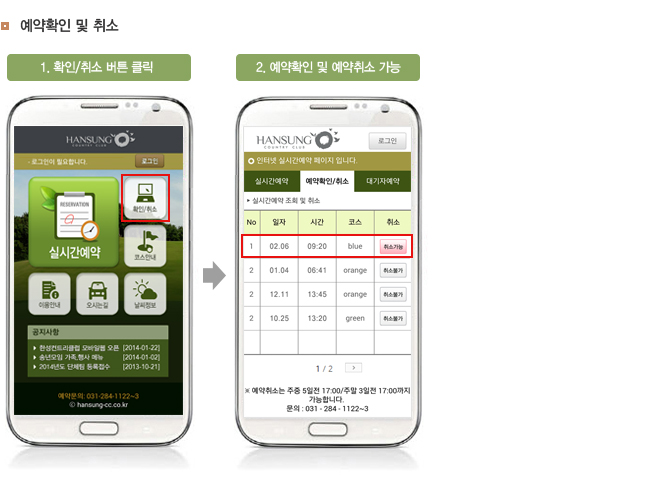 예약확인 및 취소
1. 확인/취소 버튼 클릭
2. 예약확인 및 예약취소 가능
HANSUNG
COUNTRY CLUB
- 로그인이 필요합니다.
로그인
RESERVATION
실시간예약
확인/취소
코스안내
이용안내
오시는길
날씨정보
공지사항
한성컨트리클럽 모바일웹 오픈 [2014-01-22]
송년모임 가족,행사 메뉴 [2014-01-02]
2014년도 단체팀 등록접수 [2013-10-21]
예약문의: 031-284-1122~3
ⓒ hansung-cc.co.kr
HANSUNG
COUNTRY CLUB
로그인
인터넷 실시간예약 페이지 입니다.
실시간예약 예약확인/취소 대기자예약
실시간예약 조회 및 취소
No 일자 시간 코스 취소
1 02.06 09:20 blue 취소가능
2 01.04 06:41 orange 취소불가
2 12.11 13:45 orange 취소불가
2 10.25 13:20 green 취소불가
1 / 2 >
※ 예약취소는 주중 5일전 17:00/주말 3일전 17:00까지
가능합니다.
문의 : 031 - 284 - 1122~3